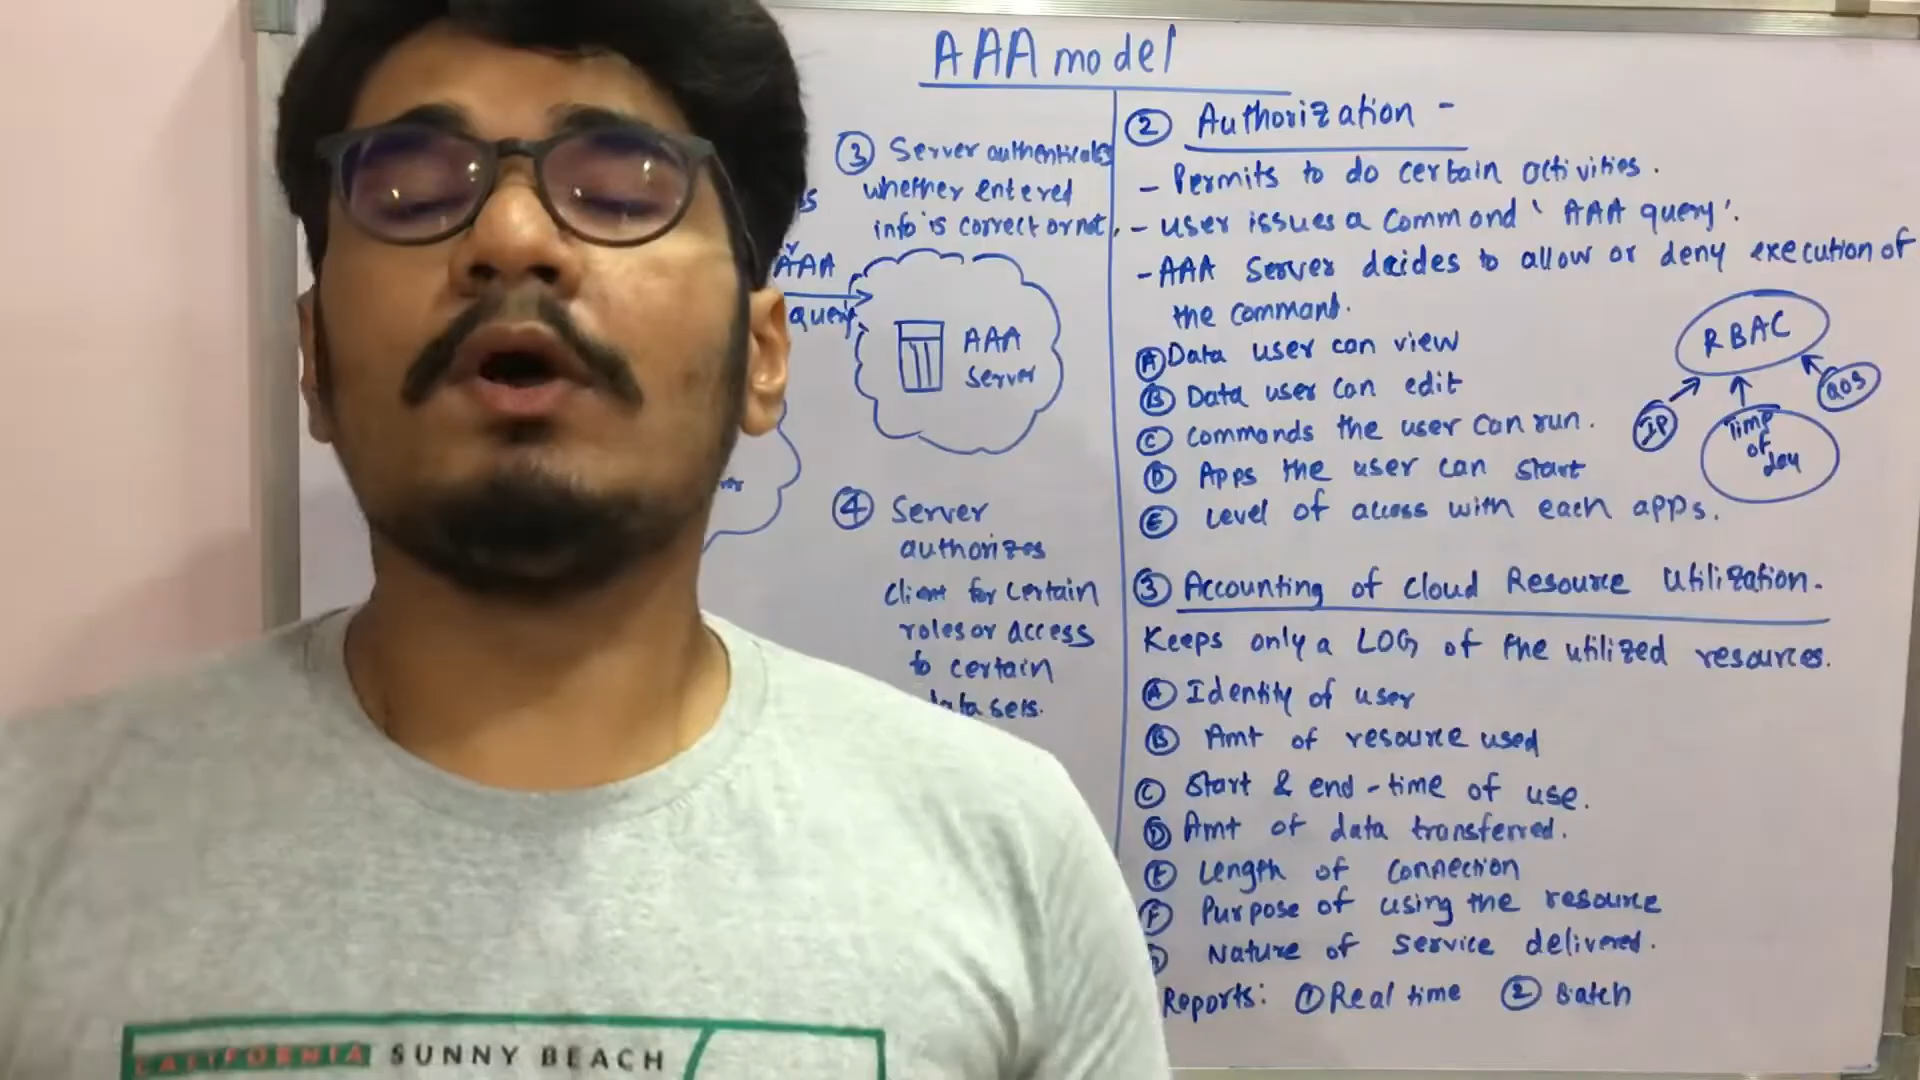 AAA model
③ Server authenticates
whether entered
info is correct or not.
AAA
query
AAA
Server
④ Server
authorizes
client for certain
roles or access
to certain
data sets.
② Authorization -
- Permits to do certain activities.
- user issues a command 'AAA query'.
- AAA server decides to allow or deny execution of
the command.
Ⓐ Data user can view
Ⓑ Data user can edit
Ⓒ commands the user can run.
Ⓓ Apps the user can start
Ⓔ Level of access with each apps.
RBAC
IP
Time
of
day
QOS
③ Accounting of Cloud Resource Utilization.
Keeps only a LOG of the utilized resources.
Ⓐ Identity of user
Ⓑ Amt of resource used
Ⓒ Start & end-time of use.
Ⓓ Amt of data transferred.
Ⓔ Length of connection
Ⓕ Purpose of using the resource
Nature of service delivered.
Reports: ① Real time ② Batch
CALIFORNIA SUNNY BEACH